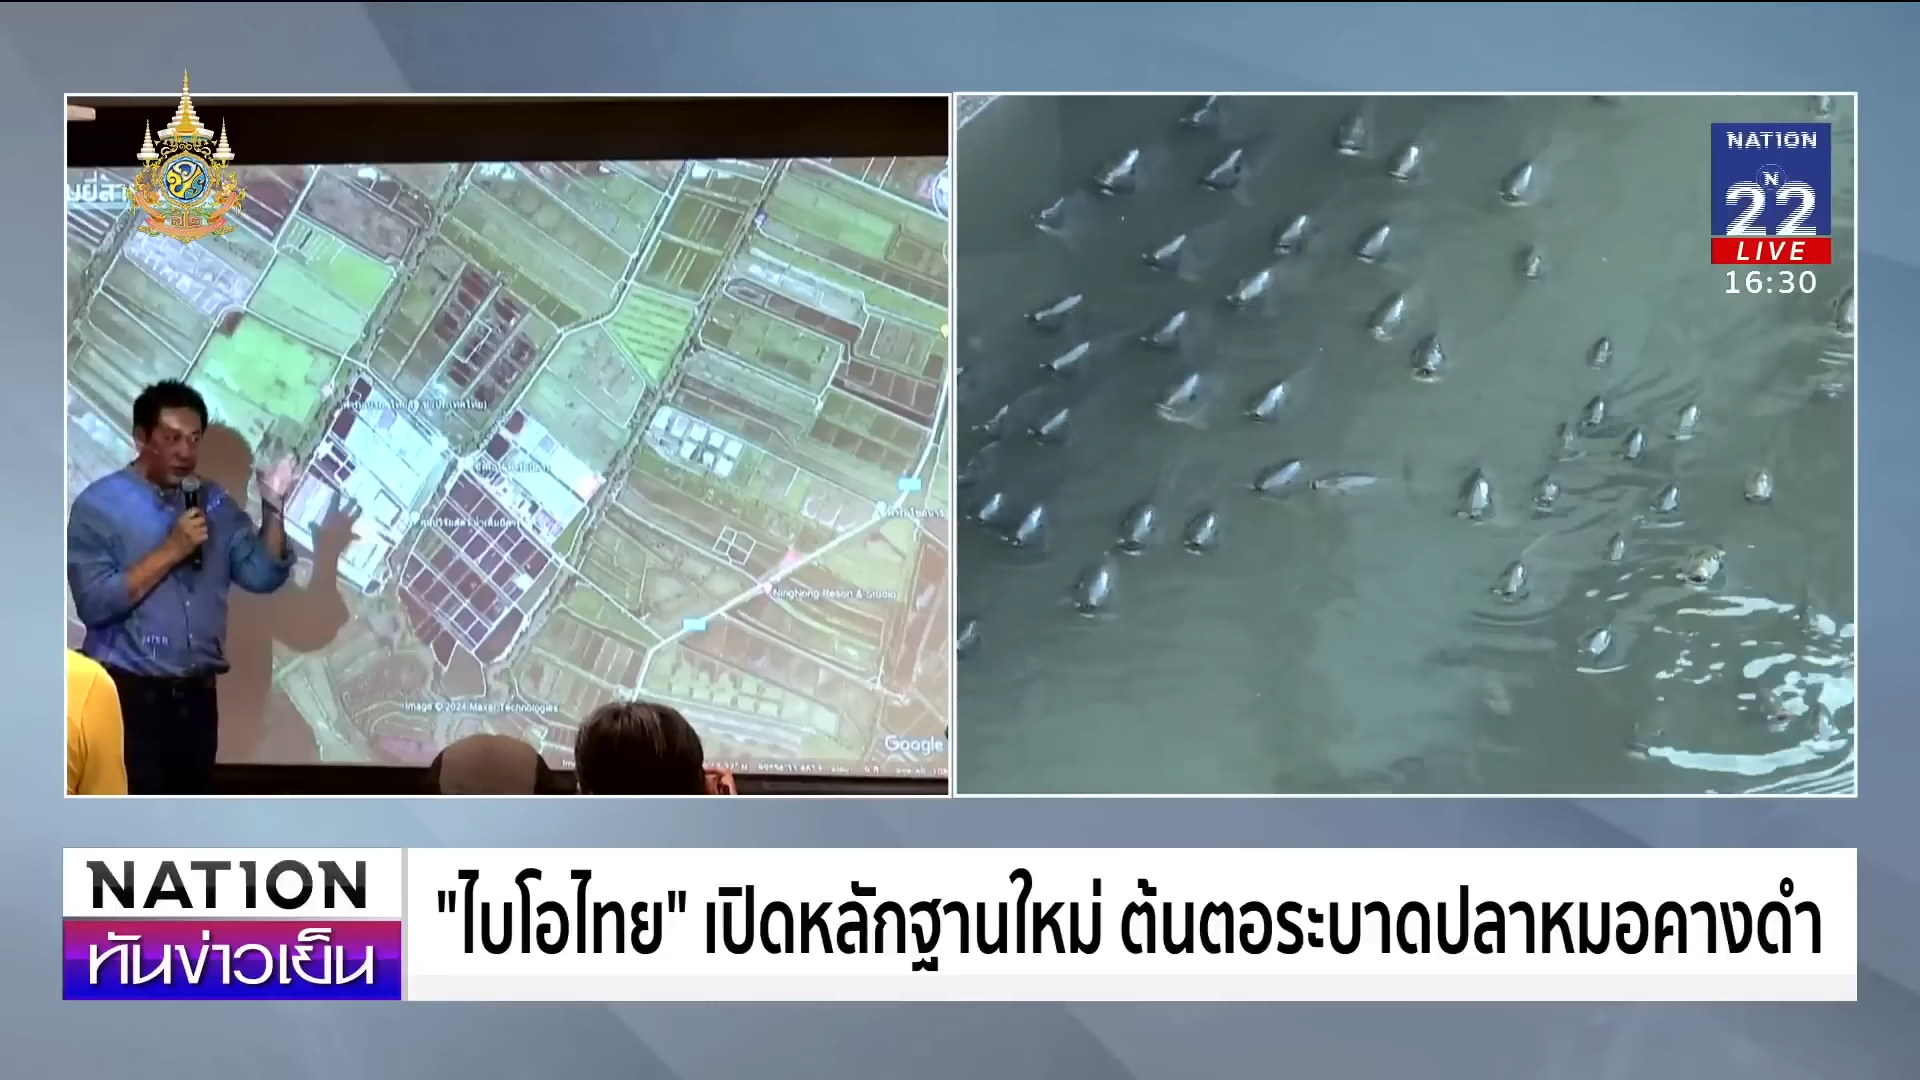 NATION
22
LIVE
16:30
NingNong Resort & Studio
Image © 2024 Maxar Technologies
Google
NATION
ทันข่าวเย็น
"ไบโอไทย" เปิดหลักฐานใหม่ ต้นตอระบาดปลาหมอคางดำ